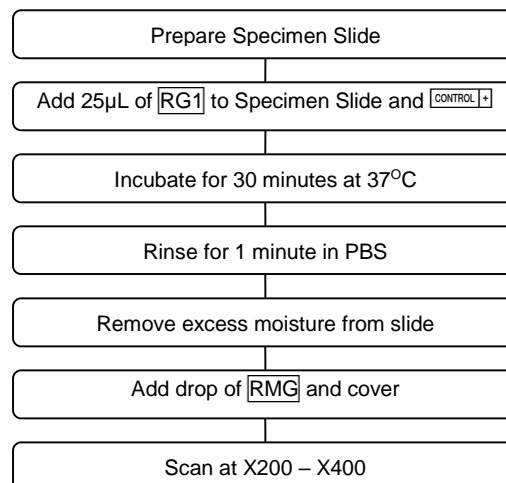 Prepare Specimen Slide
Add 25µL of RG1 to Specimen Slide and CONTROL +
Incubate for 30 minutes at 37ᴼC
Rinse for 1 minute in PBS
Remove excess moisture from slide
Add drop of RMG and cover
Scan at X200 – X400